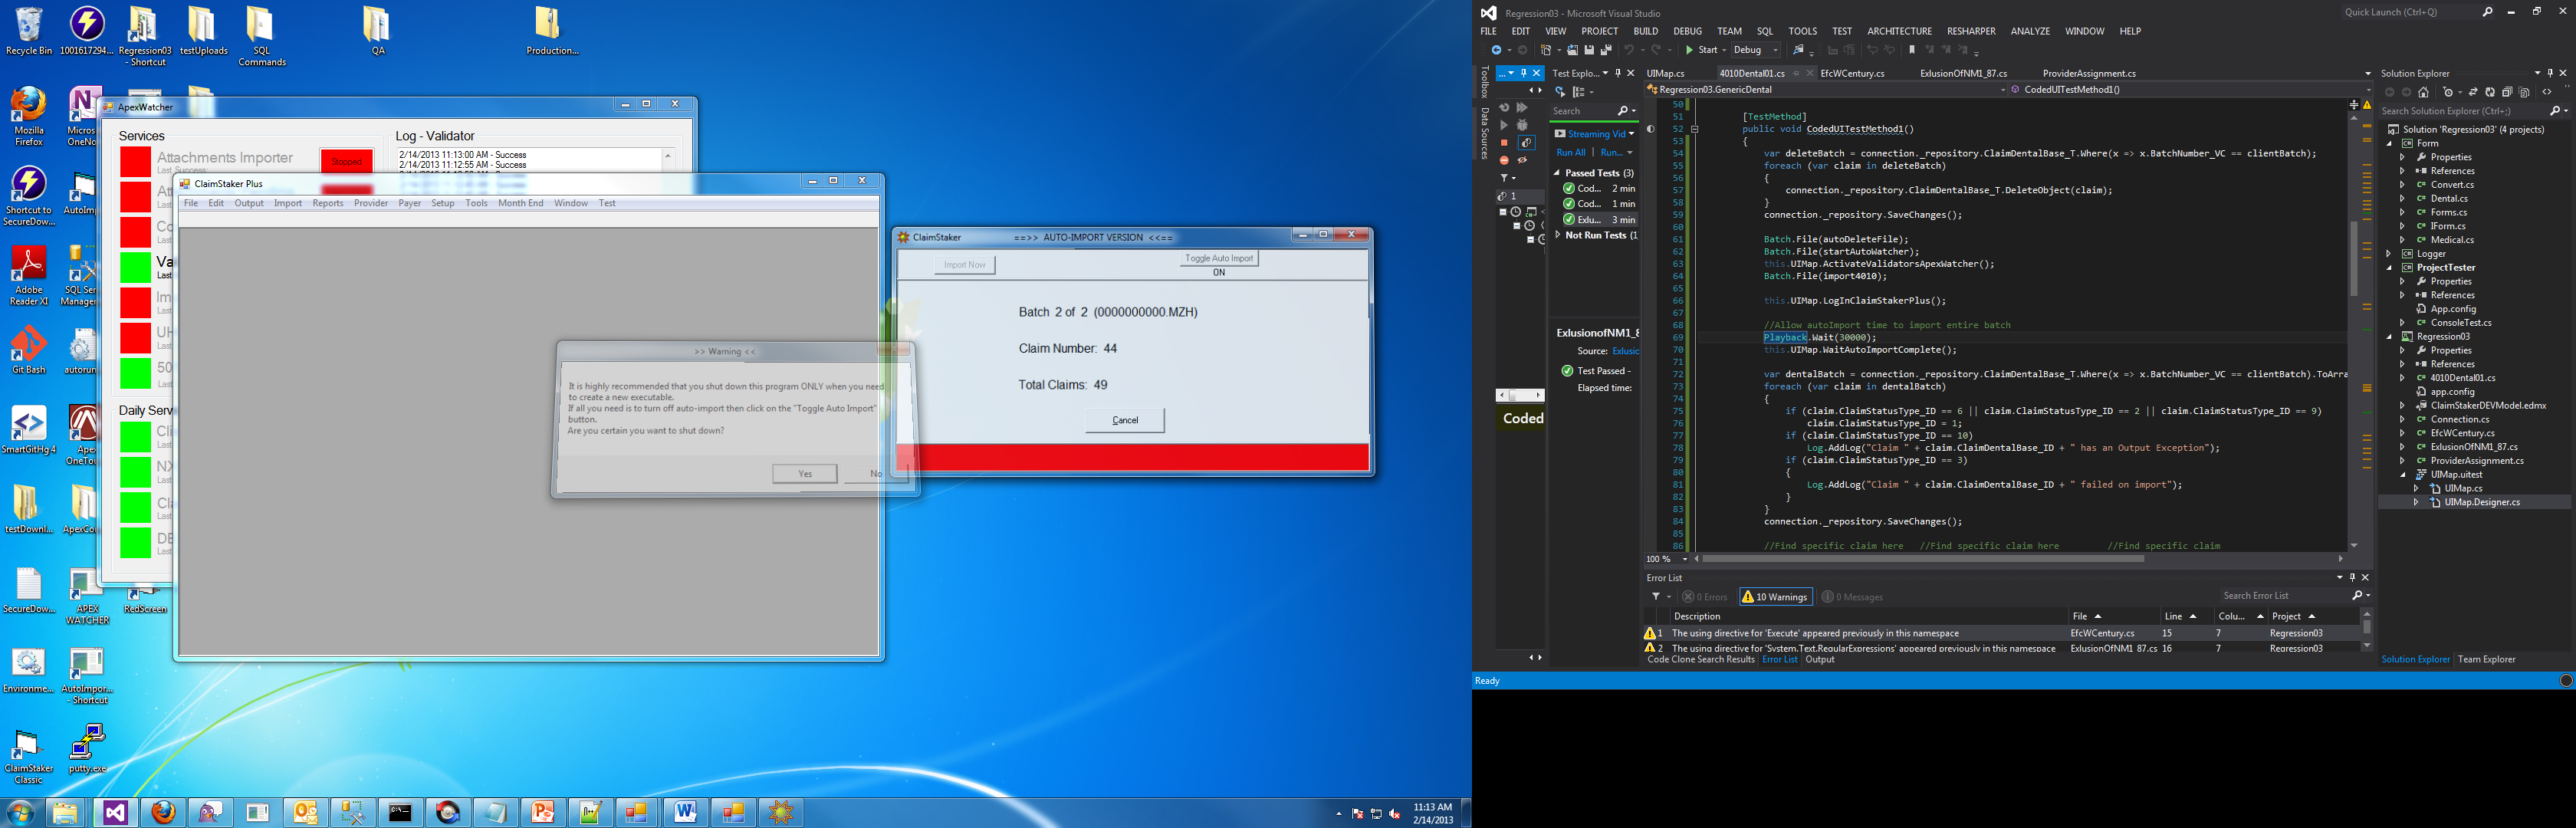 Recycle Bin
1001617294...
Regression03 - Shortcut
testUploads
SQL Commands
QA
Production...
Mozilla Firefox
Shortcut to SecureDow...
Adobe Reader XI
SQL Ser Manager
Git Bash
autorun
SmartGitHg 4
Apex OneTou
testDownl...
ApexCo
SecureDow...
APEX WATCHER
RedScreen
Environme...
AutoImpor... - Shortcut
ClaimStaker Classic
putty.exe
ApexWatcher
Services
Attachments Importer
Stopped
Log - Validator
2/14/2013 11:13:00 AM - Success
2/14/2013 11:12:55 AM - Success
Daily Serv
ClaimStaker Plus
File Edit Output Import Reports Provider Payer Setup Tools Month End Window Test
>> Warning <<
It is highly recommended that you shut down this program ONLY when you need
to create a new executable.
If all you need is to turn off auto-import then click on the "Toggle Auto Import"
button.
Are you certain you want to shut down?
Yes No
ClaimStaker ==>> AUTO-IMPORT VERSION <<==
Import Now
Toggle Auto Import
ON
Batch 2 of 2 (0000000000.MZH)
Claim Number: 44
Total Claims: 49
Cancel
11:13 AM
2/14/2013
Regression03 - Microsoft Visual Studio
Quick Launch (Ctrl+Q)
FILE EDIT VIEW PROJECT BUILD DEBUG TEAM SQL TOOLS TEST ARCHITECTURE RESHARPER ANALYZE WINDOW HELP
Start Debug
Toolbox
Data Sources
Test Explo...
Search
Streaming Vid
Run All | Run...
Passed Tests (3)
Cod... 2 min
Cod... 1 min
Exlu... 3 min
Not Run Tests (1
ExlusionofNM1_8
Source: Exlusic
Test Passed -
Elapsed time:
Coded
UIMap.cs 4010Dental01.cs EfcWCentury.cs ExlusionOfNM1_87.cs ProviderAssignment.cs
Regression03.GenericDental CodedUITestMethod1()
50
51 [TestMethod]
52 public void CodedUITestMethod1()
53 {
54 var deleteBatch = connection._repository.ClaimDentalBase_T.Where(x => x.BatchNumber_VC == clientBatch);
55 foreach (var claim in deleteBatch)
56 {
57 connection._repository.ClaimDentalBase_T.DeleteObject(claim);
58 }
59 connection._repository.SaveChanges();
60
61 Batch.File(autoDeleteFile);
62 Batch.File(startAutoWatcher);
63 this.UIMap.ActivateValidatorsApexWatcher();
64 Batch.File(import4010);
65
66 this.UIMap.LogInClaimStakerPlus();
67
68 //Allow autoImport time to import entire batch
69 Playback.Wait(30000);
70 this.UIMap.WaitAutoImportComplete();
71
72 var dentalBatch = connection._repository.ClaimDentalBase_T.Where(x => x.BatchNumber_VC == clientBatch).ToArra
73 foreach (var claim in dentalBatch)
74 {
75 if (claim.ClaimStatusType_ID == 6 || claim.ClaimStatusType_ID == 2 || claim.ClaimStatusType_ID == 9)
76 claim.ClaimStatusType_ID = 1;
77 if (claim.ClaimStatusType_ID == 10)
78 Log.AddLog("Claim " + claim.ClaimDentalBase_ID + " has an Output Exception");
79 if (claim.ClaimStatusType_ID == 3)
80 {
81 Log.AddLog("Claim " + claim.ClaimDentalBase_ID + " failed on import");
82 }
83 }
84 connection._repository.SaveChanges();
85
86 //Find specific claim here //Find specific claim here //Find specific claim
100 %
Error List
0 Errors 10 Warnings 0 Messages
Search Error List
Description File Line Colu... Project
1 The using directive for 'Execute' appeared previously in this namespace EfcWCentury.cs 15 7 Regression03
2 The using directive for 'System.Text.RegularExpressions' appeared previously in this namespace ExlusionOfNM1_87.cs 16 7 Regression03
Code Clone Search Results Error List Output
Solution Explorer
Search Solution Explorer (Ctrl+;)
Solution 'Regression03' (4 projects)
Form
Properties
References
Convert.cs
Dental.cs
Forms.cs
IForm.cs
Medical.cs
Logger
ProjectTester
Properties
References
App.config
ConsoleTest.cs
Regression03
Properties
References
4010Dental01.cs
app.config
ClaimStakerDEVModel.edmx
Connection.cs
EfcWCentury.cs
ExlusionOfNM1_87.cs
ProviderAssignment.cs
UIMap.uitest
UIMap.cs
UIMap.Designer.cs
Solution Explorer Team Explorer
Ready